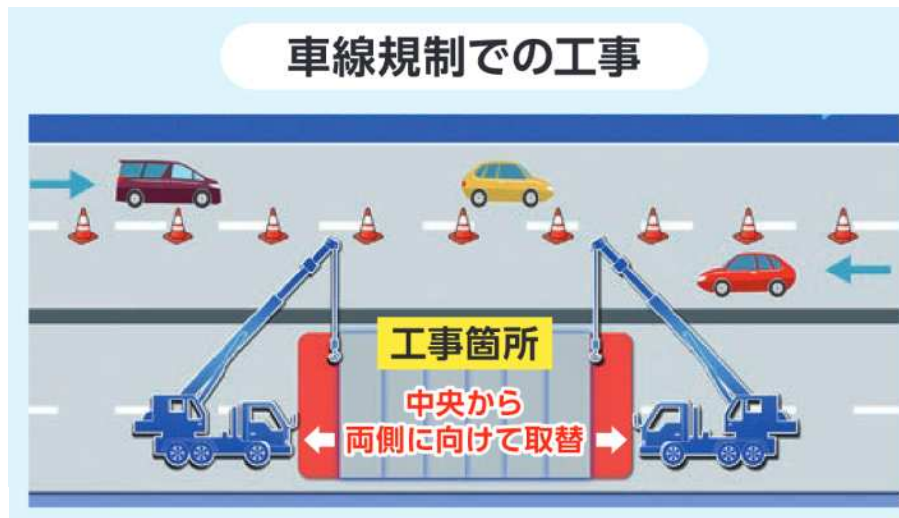 車線規制での工事
工事箇所
中央から
両側に向けて取替